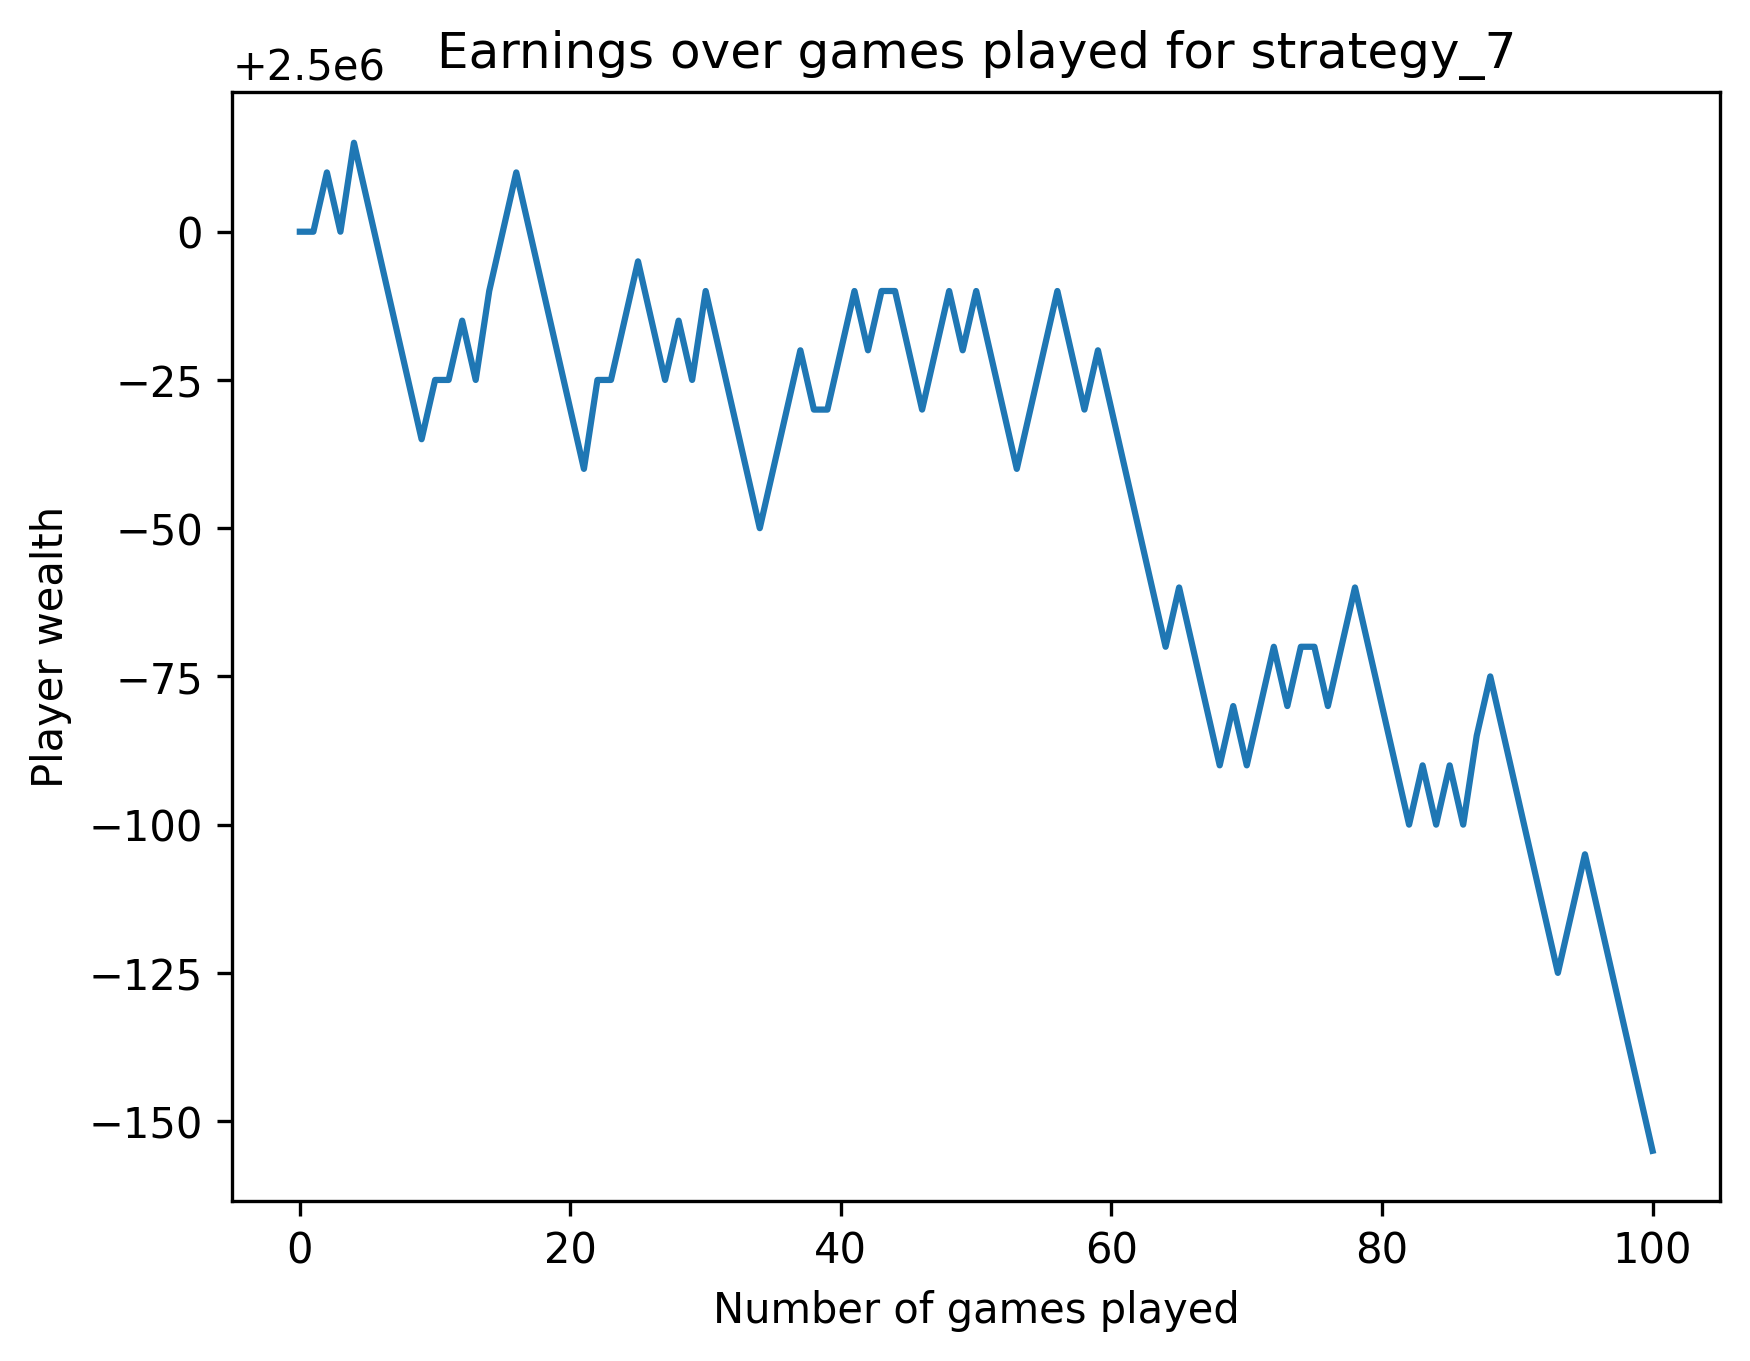 Earnings over games played for strategy_7
+2.5e6
0
−25
−50
−75
−100
−125
−150
Player wealth
0 20 40 60 80 100
Number of games played